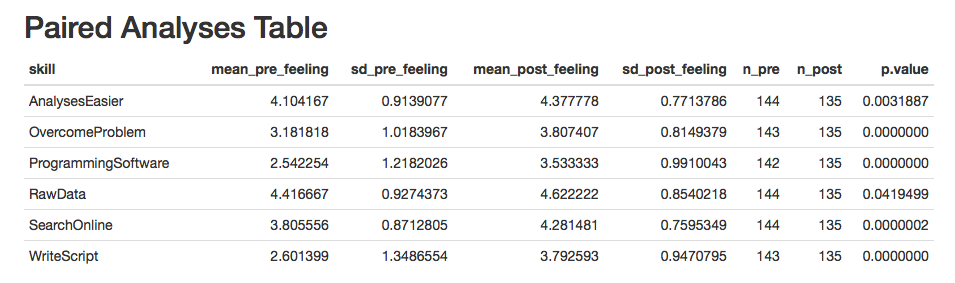 Paired Analyses Table
skill mean_pre_feeling sd_pre_feeling mean_post_feeling sd_post_feeling n_pre n_post p.value
AnalysesEasier 4.104167 0.9139077 4.377778 0.7713786 144 135 0.0031887
OvercomeProblem 3.181818 1.0183967 3.807407 0.8149379 143 135 0.0000000
ProgrammingSoftware 2.542254 1.2182026 3.533333 0.9910043 142 135 0.0000000
RawData 4.416667 0.9274373 4.622222 0.8540218 144 135 0.0419499
SearchOnline 3.805556 0.8712805 4.281481 0.7595349 144 135 0.0000002
WriteScript 2.601399 1.3486554 3.792593 0.9470795 143 135 0.0000000